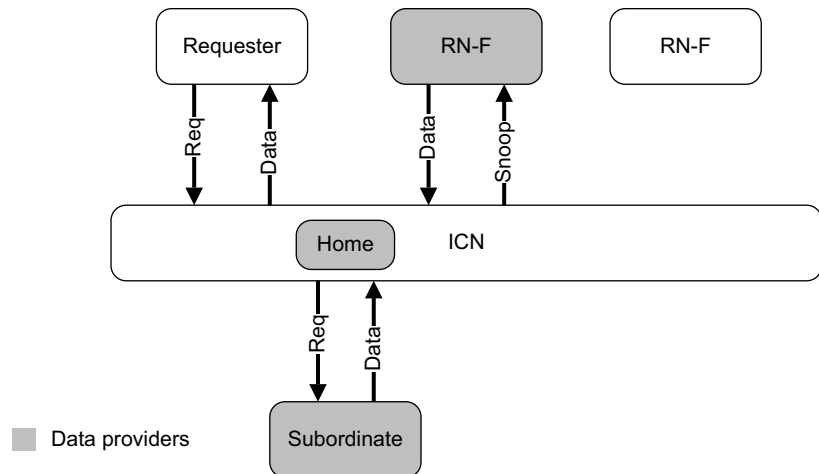 Requester
RN-F
RN-F
Req
Data
Data
Snoop
Home
ICN
Req
Data
Data providers
Subordinate